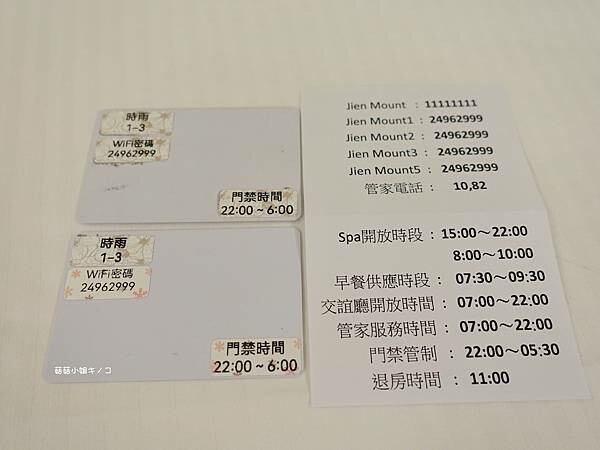 時雨
1-3
WiFi密碼
24962999
門禁時間
22:00 ~ 6:00
時雨
1-3
WiFi密碼
24962999
門禁時間
22:00 ~ 6:00
菇菇小姐キノコ
Jien Mount : 11111111
Jien Mount1 : 24962999
Jien Mount2 : 24962999
Jien Mount3 : 24962999
Jien Mount5 : 24962999
管家電話 : 10,82
Spa開放時段 : 15:00～22:00
8:00～10:00
早餐供應時段 : 07:30～09:30
交誼廳開放時間 : 07:00～22:00
管家服務時間 : 07:00～22:00
門禁管制 : 22:00～05:30
退房時間 : 11:00